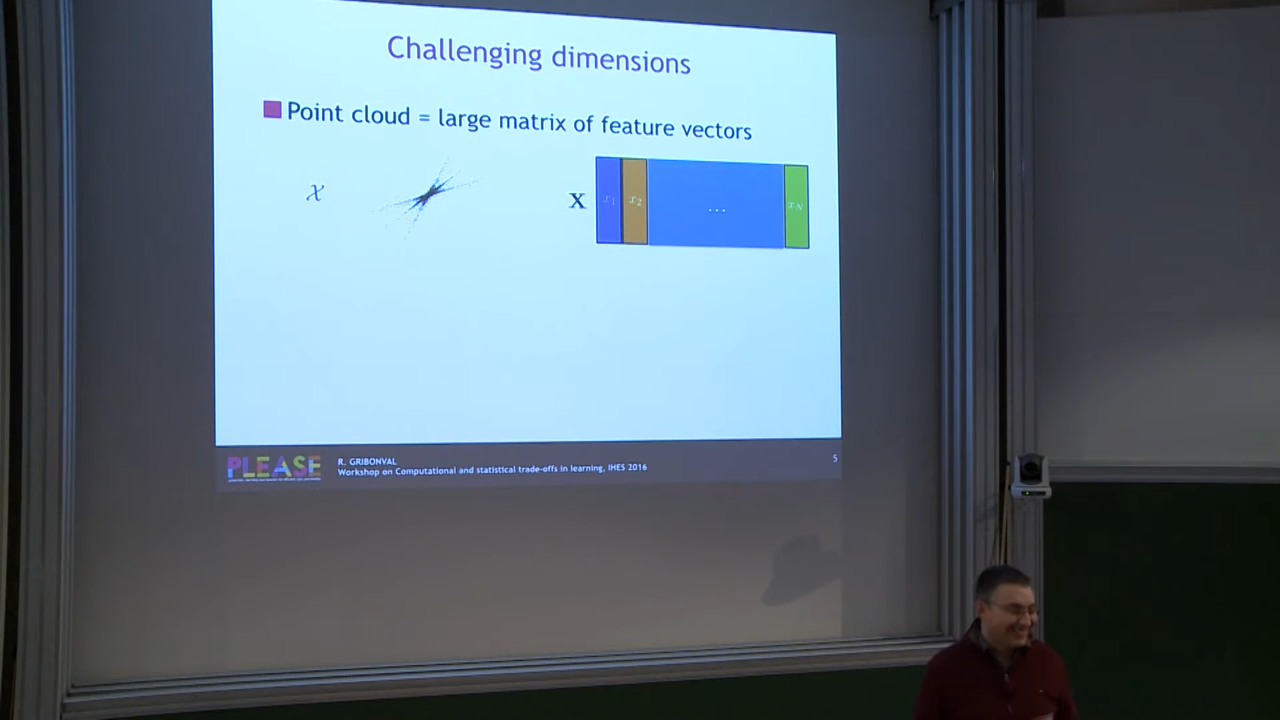 Challenging dimensions
Point cloud = large matrix of feature vectors
𝒳
X x₁ x₂ ... x_N
PLEASE
R. GRIBONVAL
Workshop on Computational and statistical trade-offs in learning, IHES 2016
5